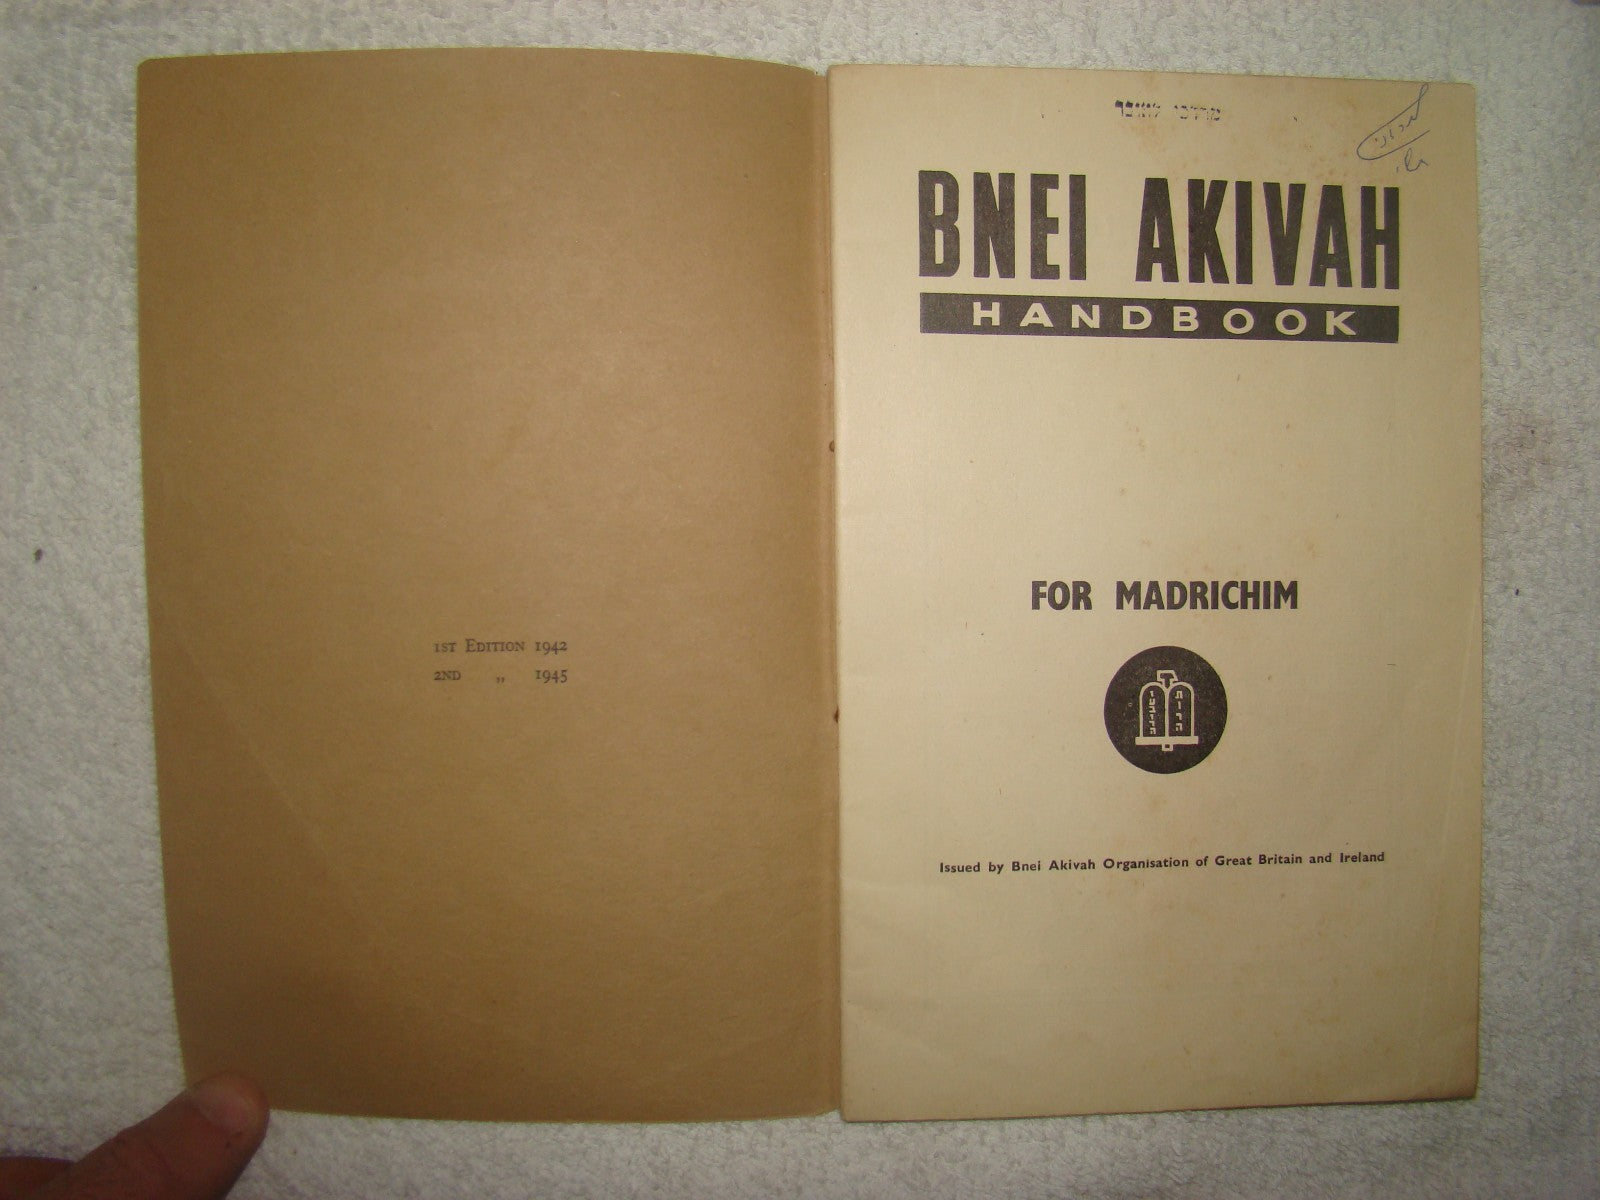 1ST EDITION 1942
2ND „ 1945
BNEI AKIVAH
HANDBOOK
FOR MADRICHIM
Issued by Bnei Akivah Organisation of Great Britain and Ireland